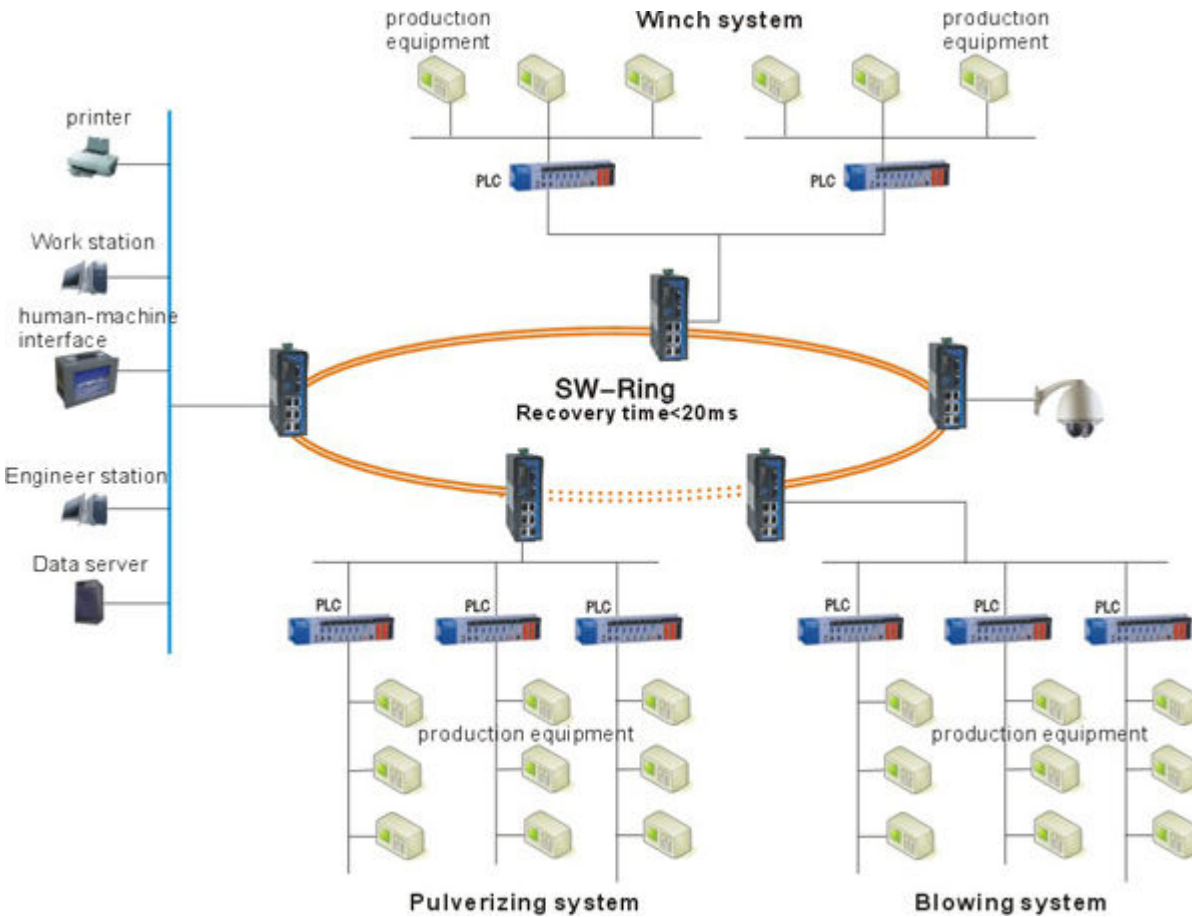 Winch system
production
equipment
production
equipment
printer
PLC
PLC
Work station
human-machine
interface
SW-Ring
Recovery time<20ms
Engineer station
Data server
PLC
PLC
PLC
PLC
PLC
PLC
production equipment
production equipment
Pulverizing system
Blowing system